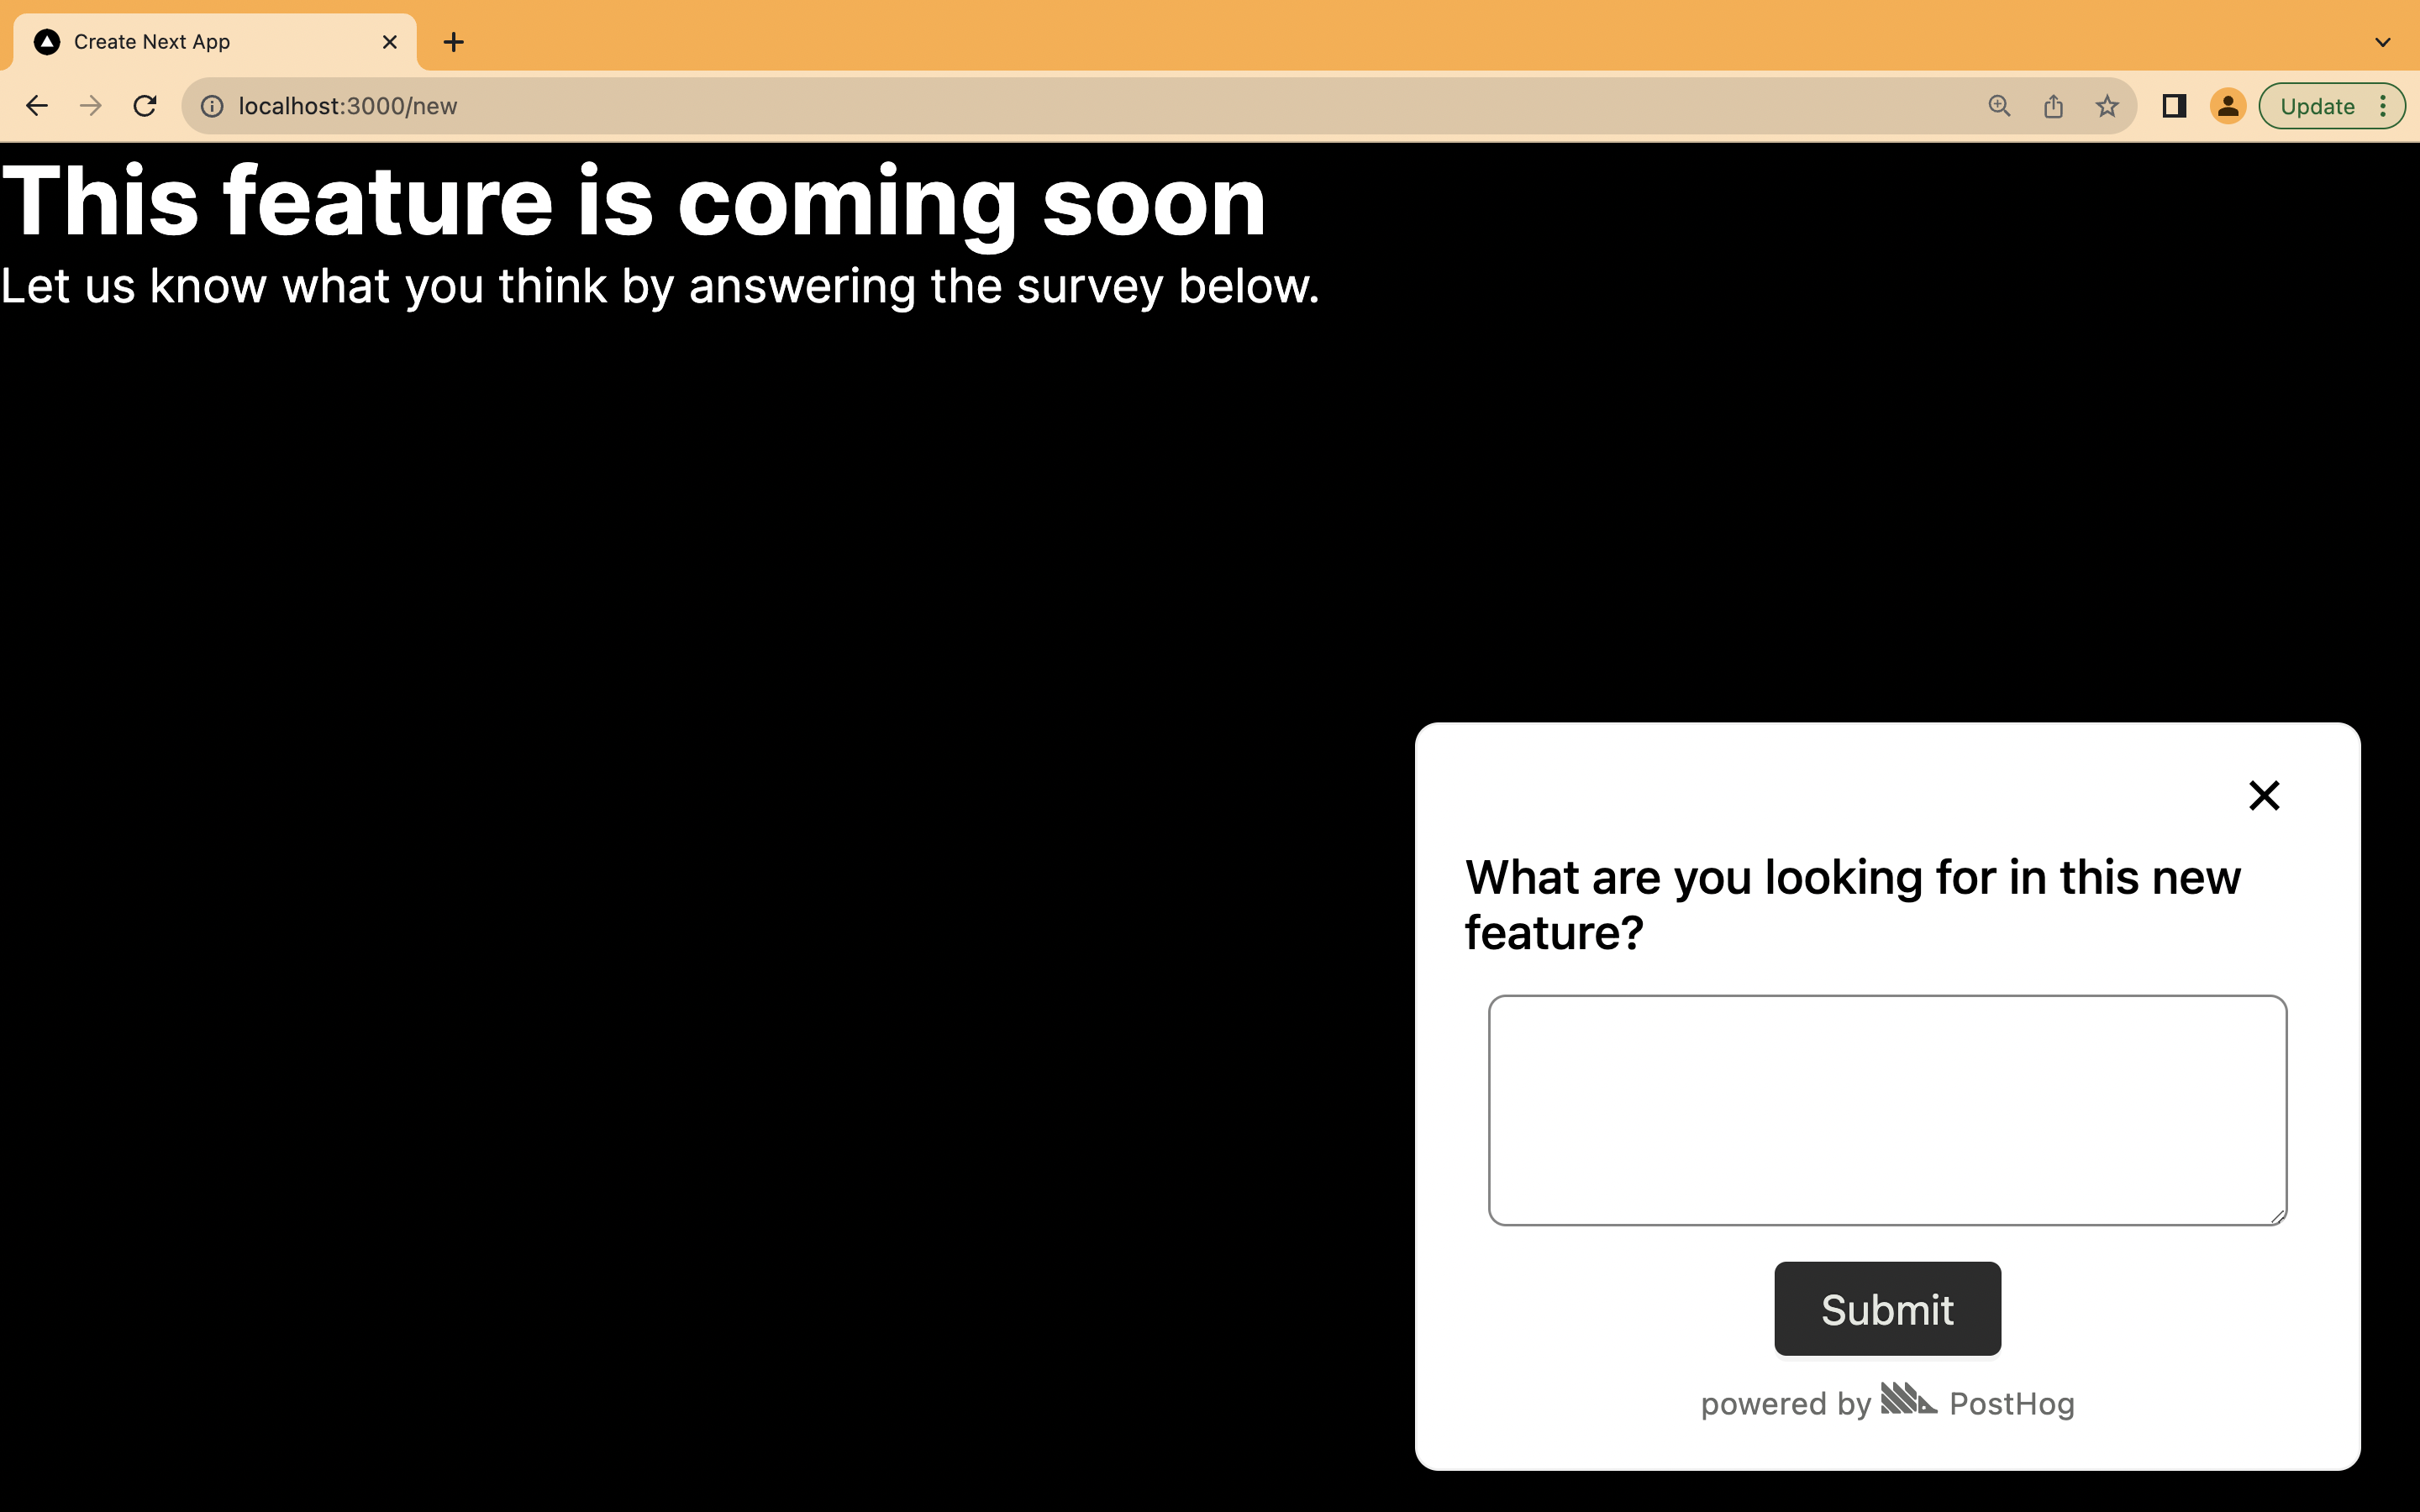 Create Next App
localhost:3000/new
Update
This feature is coming soon
Let us know what you think by answering the survey below.
What are you looking for in this new
feature?
Submit
powered by PostHog